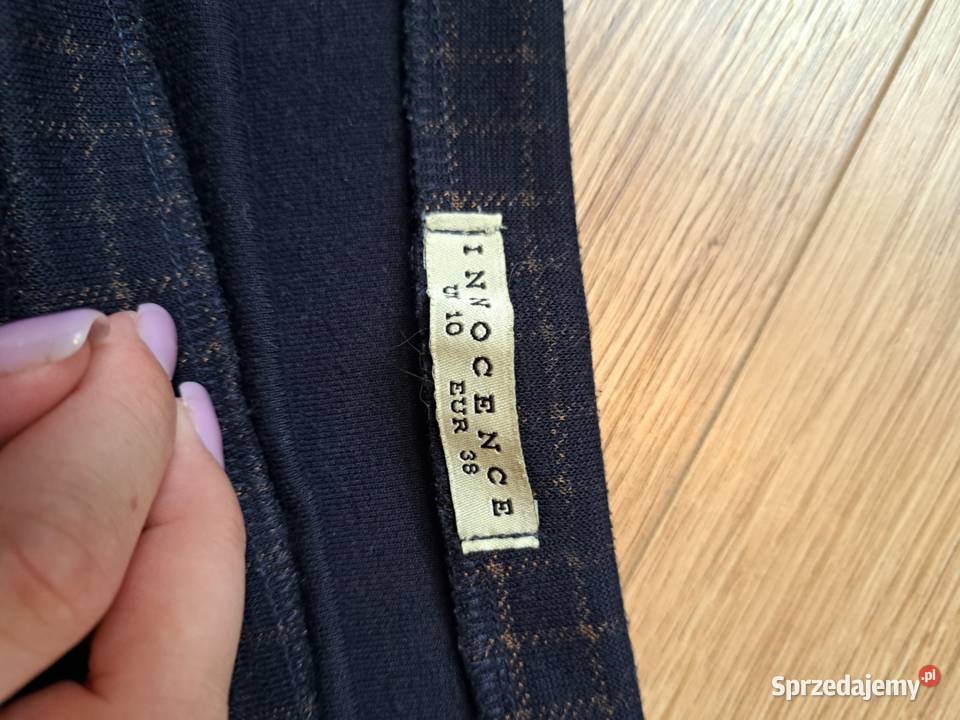 INNOCENCE
U 10 EUR 38
Sprzedajemy.pl